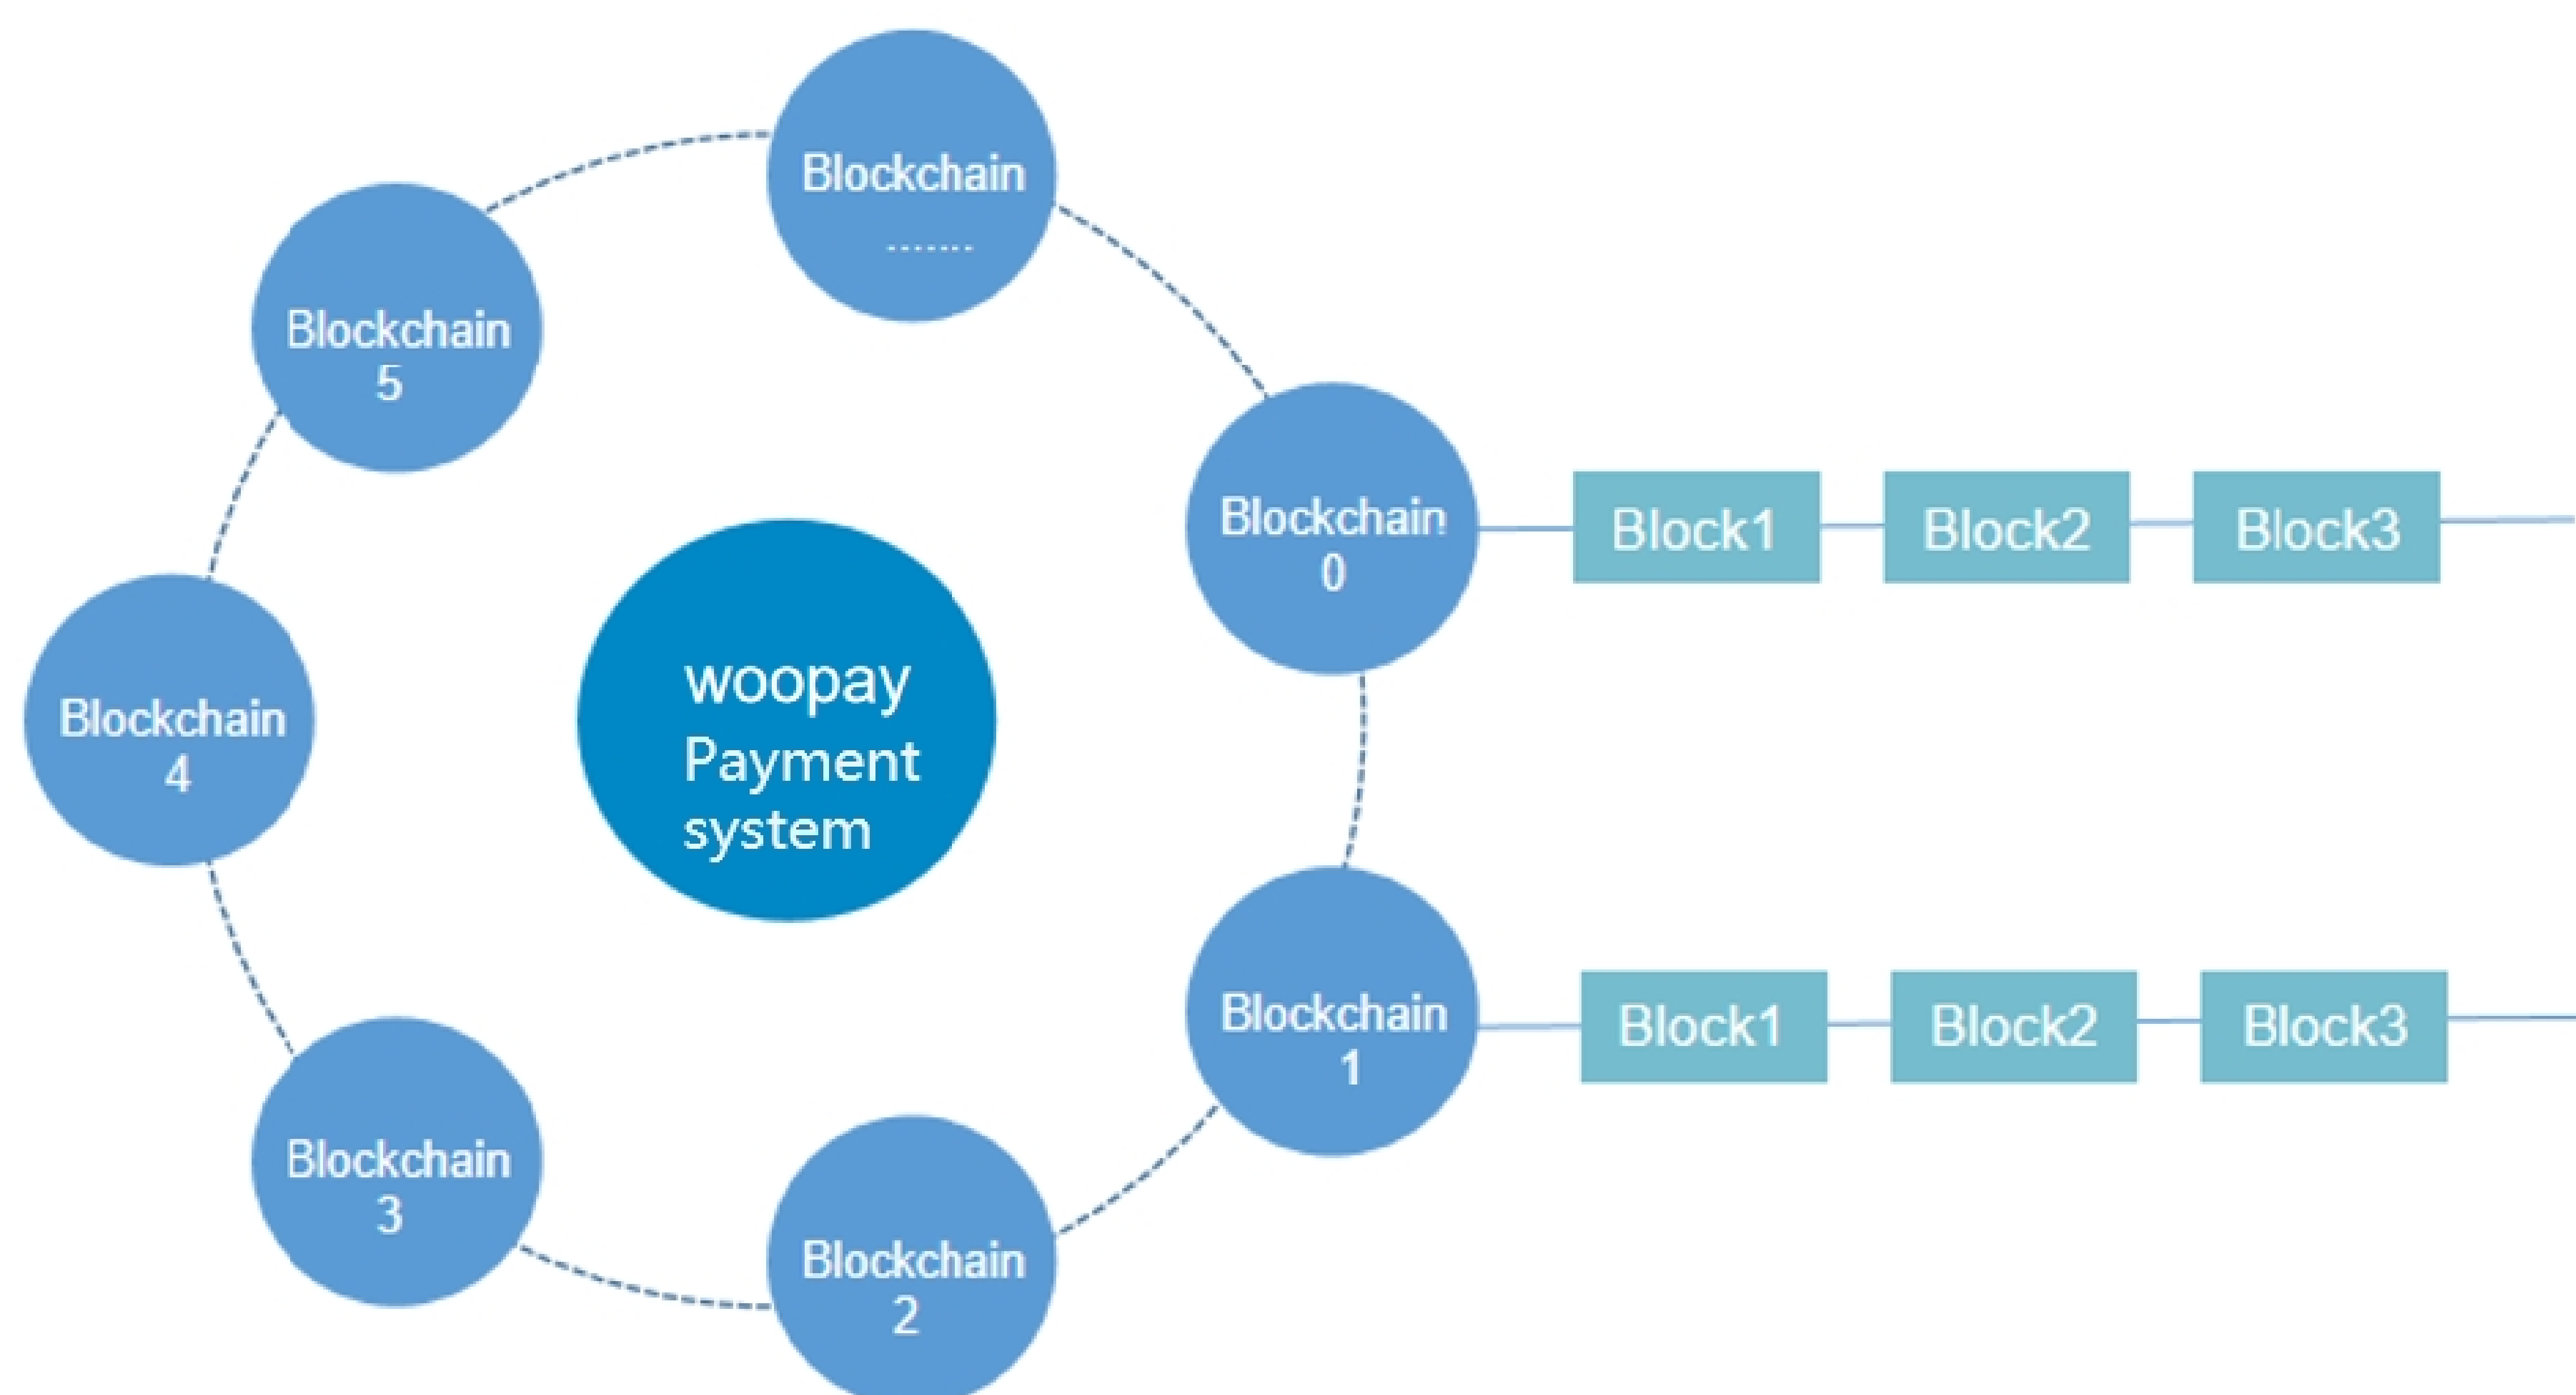 Blockchain
.......
Blockchain
5
Blockchain
0
Block1
Block2
Block3
woopay
Payment
system
Blockchain
4
Blockchain
1
Block1
Block2
Block3
Blockchain
3
Blockchain
2